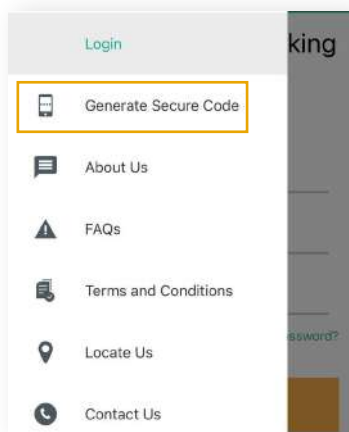 Login
king
Generate Secure Code
About Us
FAQs
Terms and Conditions
ssword?
Locate Us
Contact Us